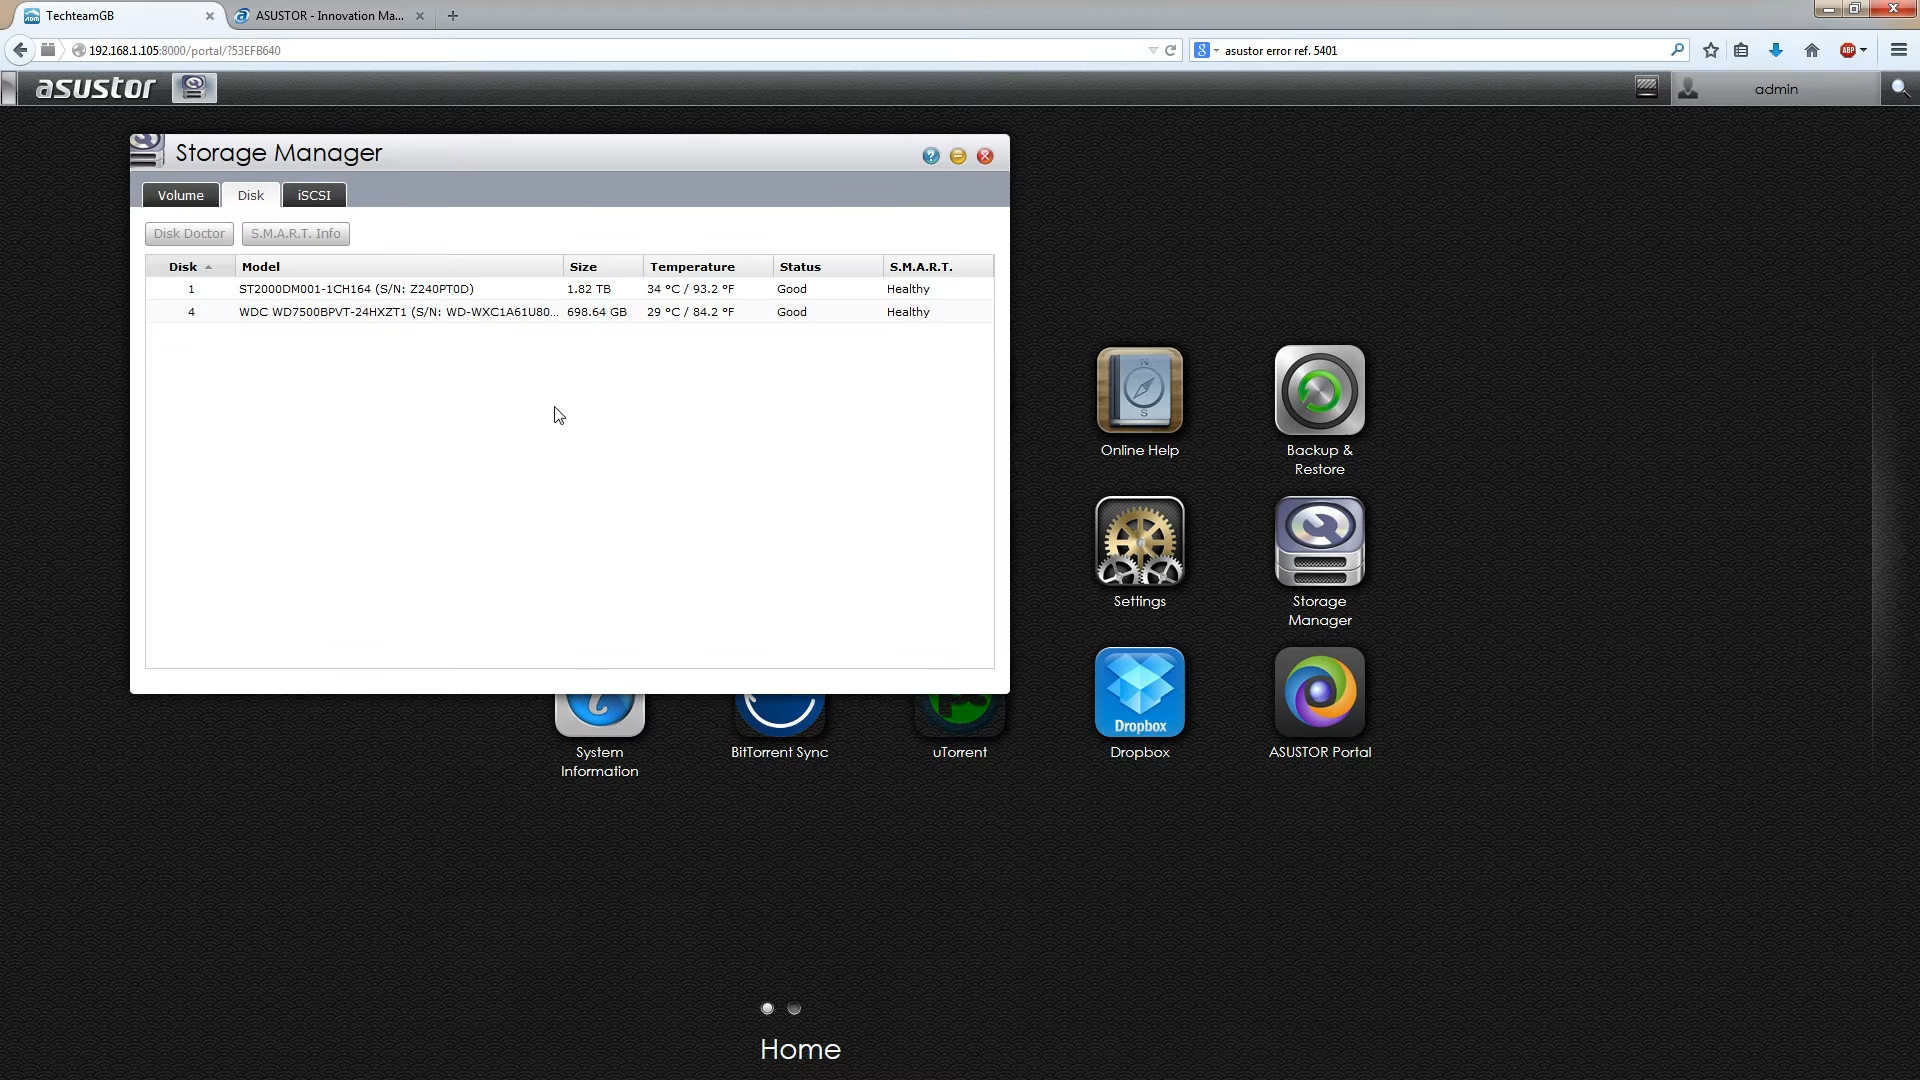 TechteamGB
ASUSTOR - Innovation Ma...
192.168.1.105:8000/portal/?53EFB640
asustor error ref. 5401
ABP
asustor
admin
Storage Manager
Volume
Disk
iSCSI
Disk Doctor
S.M.A.R.T. Info
Disk Model Size Temperature Status S.M.A.R.T.
1 ST2000DM001-1CH164 (S/N: Z240PT0D) 1.82 TB 34 °C / 93.2 °F Good Healthy
4 WDC WD7500BPVT-24HXZT1 (S/N: WD-WXC1A61U80... 698.64 GB 29 °C / 84.2 °F Good Healthy
N
S
Online Help
Backup &
Restore
Settings
Storage
Manager
Dropbox
System
Information
BitTorrent Sync
uTorrent
Dropbox
ASUSTOR Portal
Home